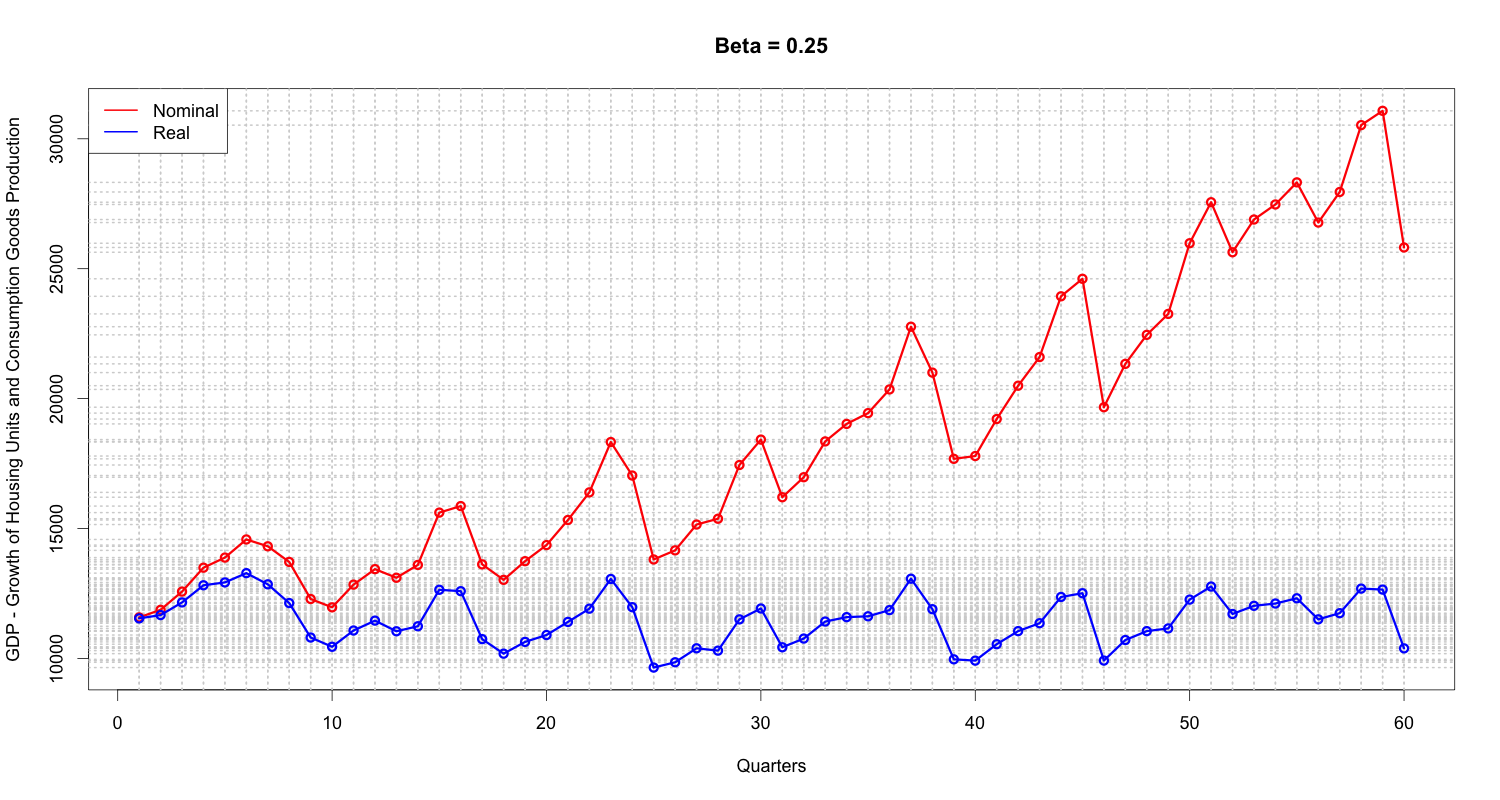 Beta = 0.25
Nominal
Real
GDP - Growth of Housing Units and Consumption Goods Production
30000
25000
20000
15000
10000
0 10 20 30 40 50 60
Quarters